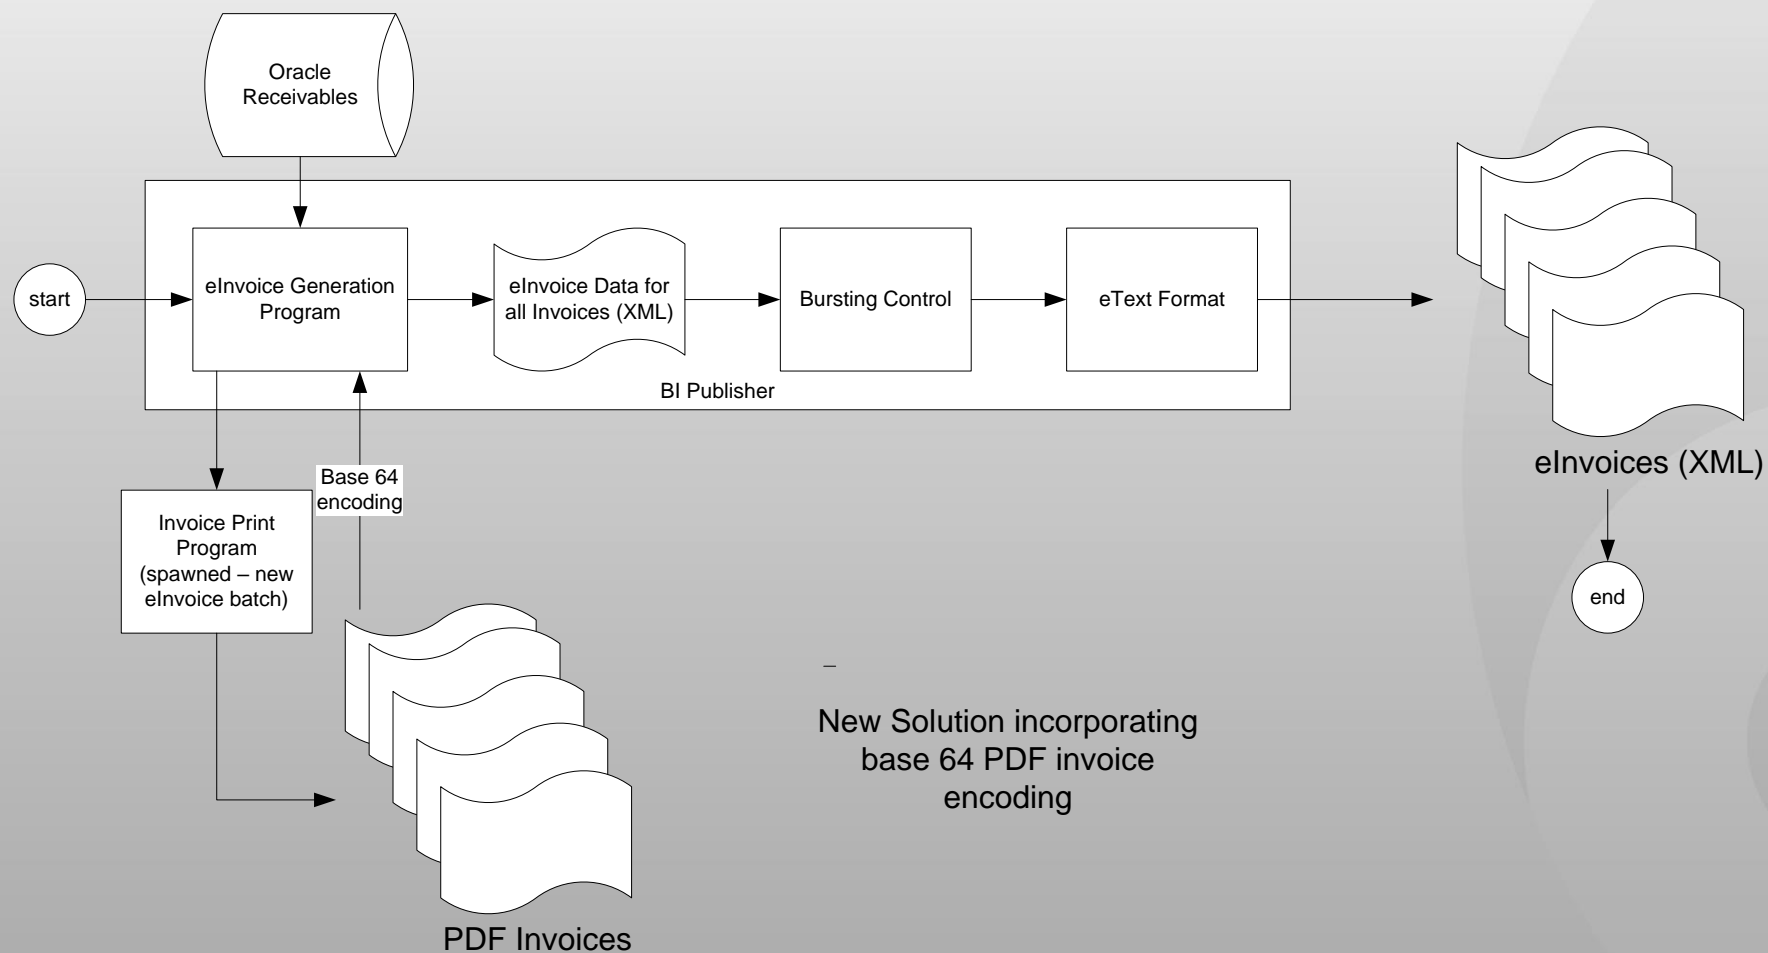 Oracle
Receivables
start
eInvoice Generation
Program
eInvoice Data for
all Invoices (XML)
Bursting Control
eText Format
BI Publisher
eInvoices (XML)
Base 64
encoding
Invoice Print
Program
(spawned – new
eInvoice batch)
end
–
New Solution incorporating
base 64 PDF invoice
encoding
PDF Invoices